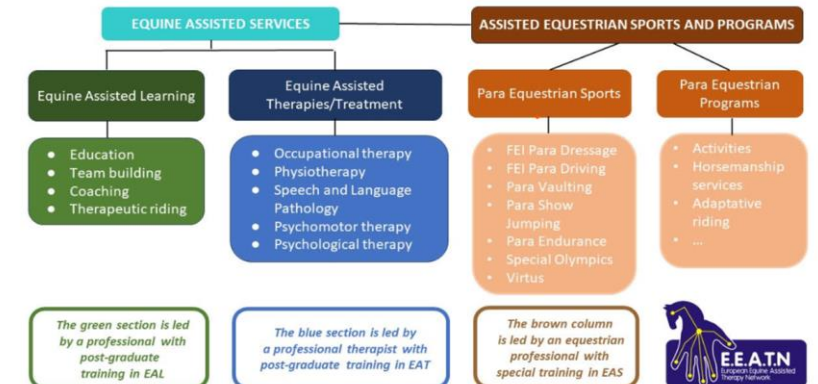 EQUINE ASSISTED SERVICES
ASSISTED EQUESTRIAN SPORTS AND PROGRAMS
Equine Assisted Learning
Equine Assisted
Therapies/Treatment
Para Equestrian Sports
Para Equestrian
Programs
• Education
• Team building
• Coaching
• Therapeutic riding
• Occupational therapy
• Physiotherapy
• Speech and Language
Pathology
• Psychomotor therapy
• Psychological therapy
• FEI Para Dressage
• FEI Para Driving
• Para Vaulting
• Para Show
Jumping
• Para Endurance
• Special Olympics
• Virtus
• Activities
• Horsemanship
services
• Adaptative
riding
• ...
The green section is led
by a professional with
post-graduate
training in EAL
The blue section is led by
a professional therapist with
post-graduate training in EAT
The brown column
is led by an equestrian
professional with
special training in EAS
E.E.A.T.N
European Equine Assisted
Therapy Network